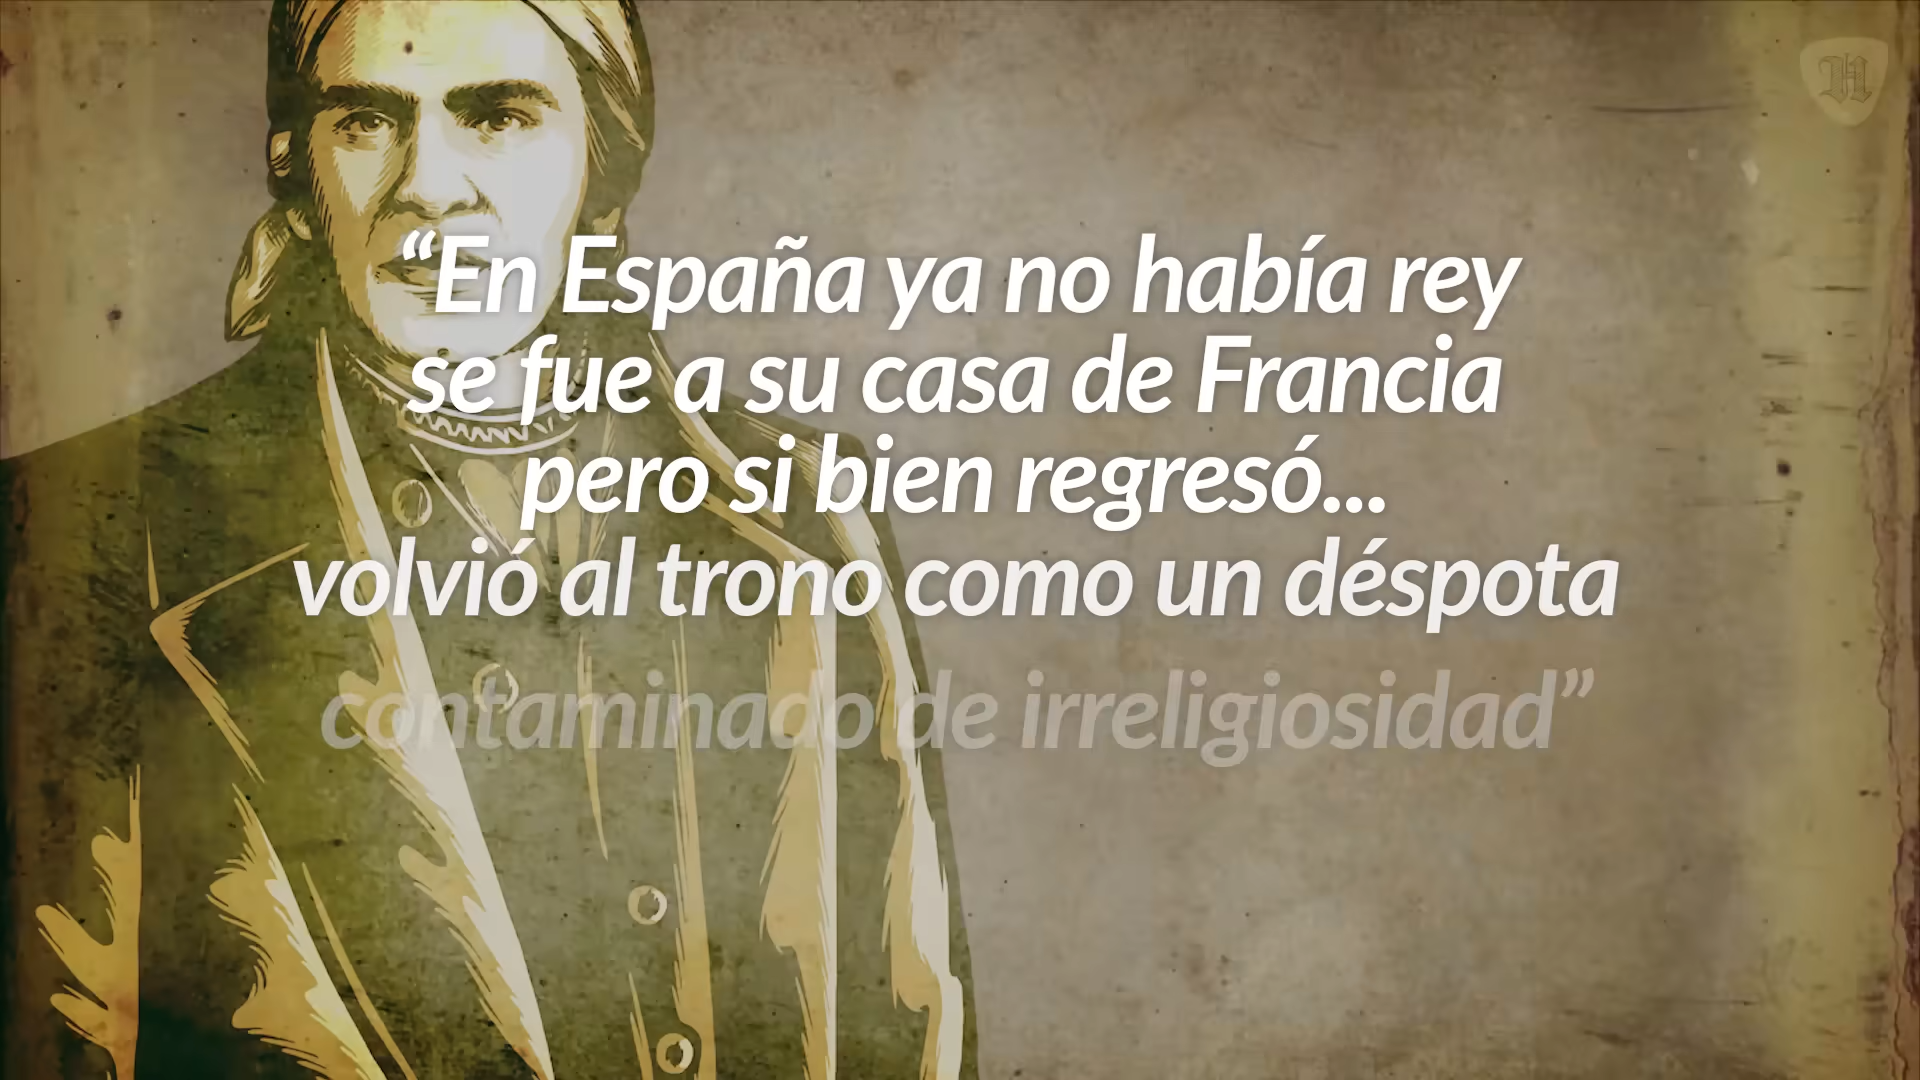 “En España ya no había rey
se fue a su casa de Francia
pero si bien regresó...
volvió al trono como un déspota
contaminado de irreligiosidad”
H